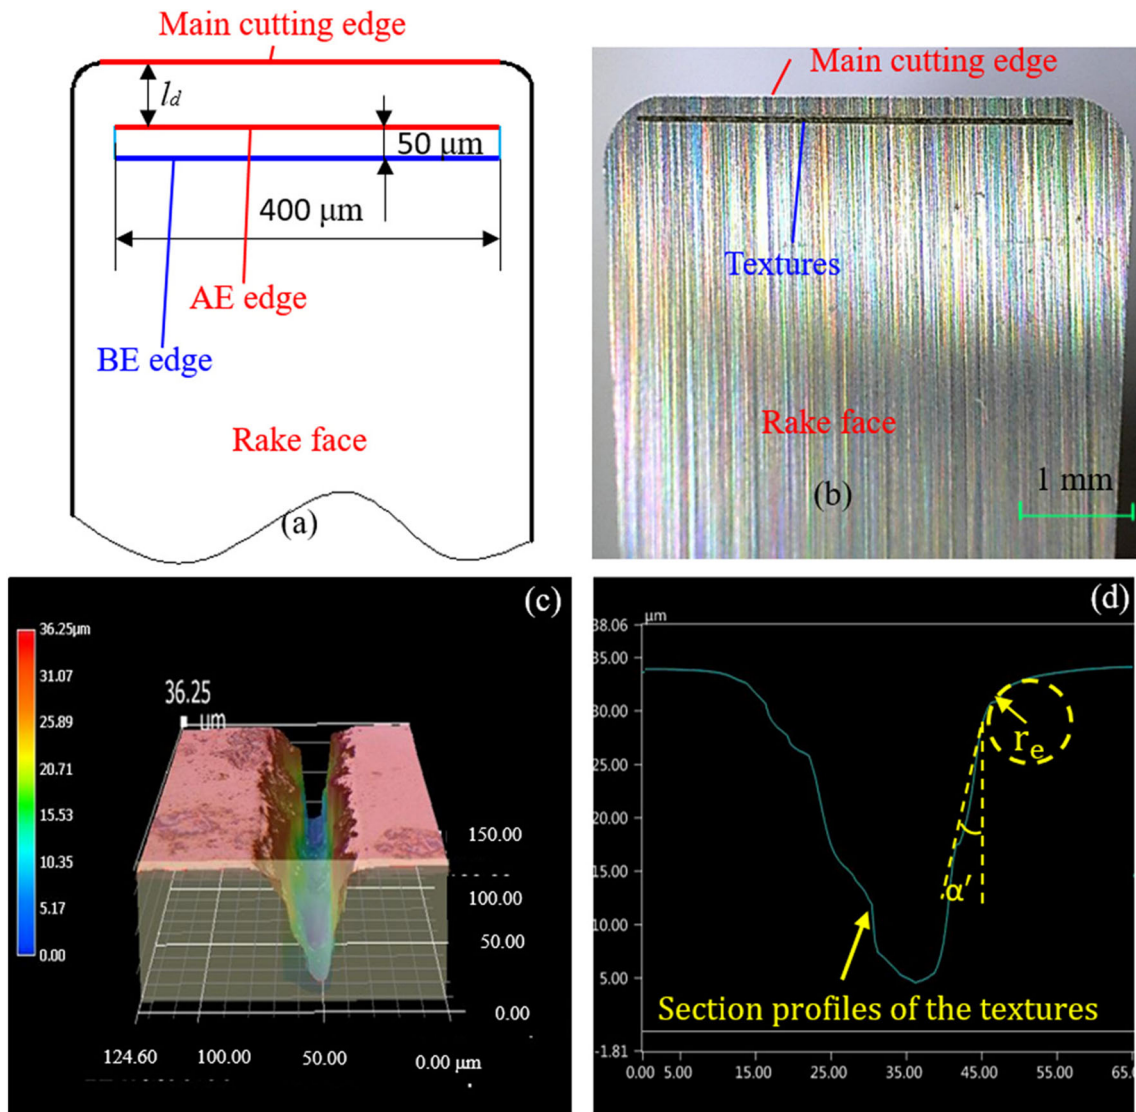 Main cutting edge
l_d
50 μm
400 μm
AE edge
BE edge
Rake face
(a)
Main cutting edge
Textures
Rake face
(b)
1 mm
(c)
36.25μm
31.07
25.89
20.71
15.53
10.35
5.17
0.00
36.25
μm
150.00
100.00
50.00
0.00
124.60 100.00 50.00 0.00 μm
(d)
μm
38.06
35.00
30.00
25.00
20.00
15.00
10.00
5.00
-1.81
r_e
α′
Section profiles of the textures
0.00 5.00 15.00 25.00 35.00 45.00 55.00 65.0